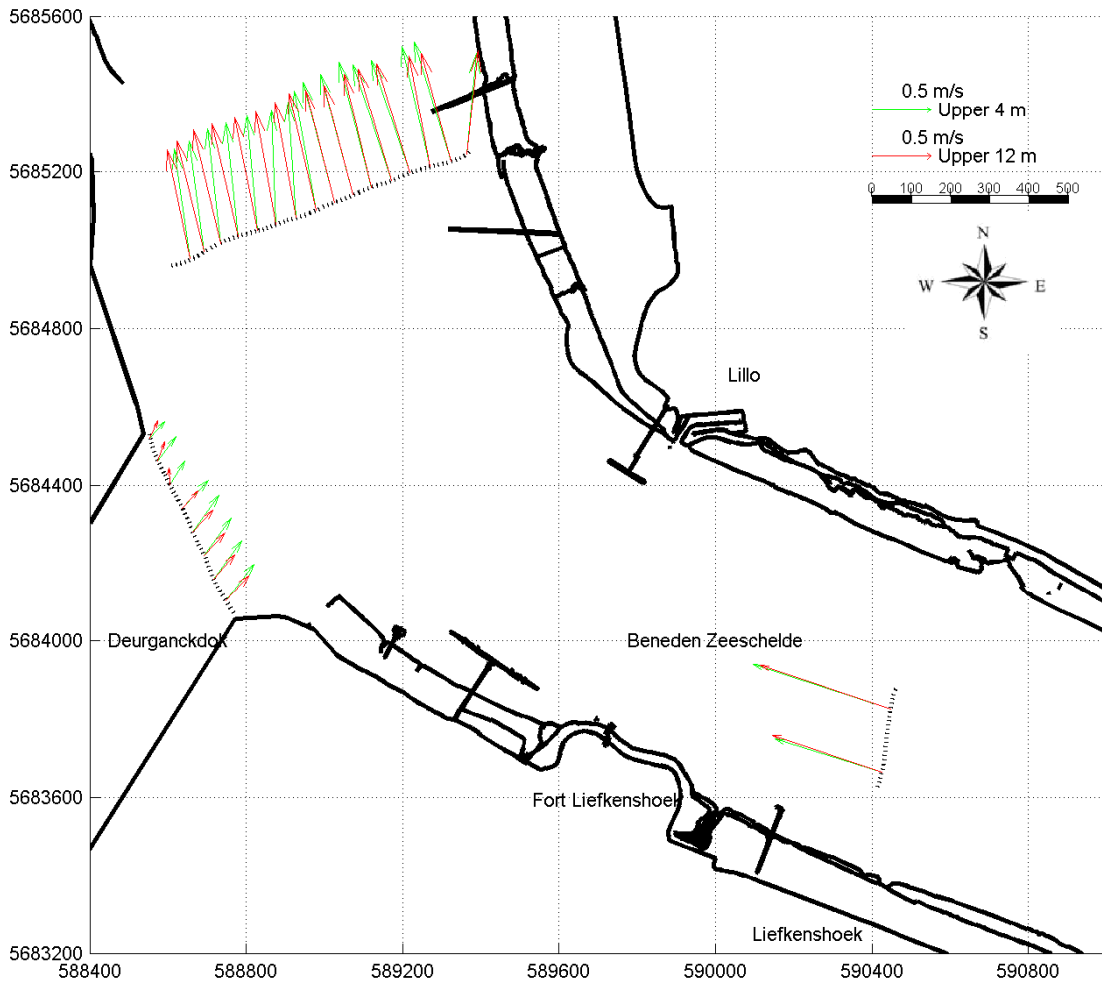 5685600
5685200
5684800
5684400
5684000
5683600
5683200
588400
588800
589200
589600
590000
590400
590800
0.5 m/s
Upper 4 m
0.5 m/s
Upper 12 m
0 100 200 300 400 500
N
W E
S
Lillo
Deurganckdok
Beneden Zeeschelde
Fort Liefkenshoek
Liefkenshoek